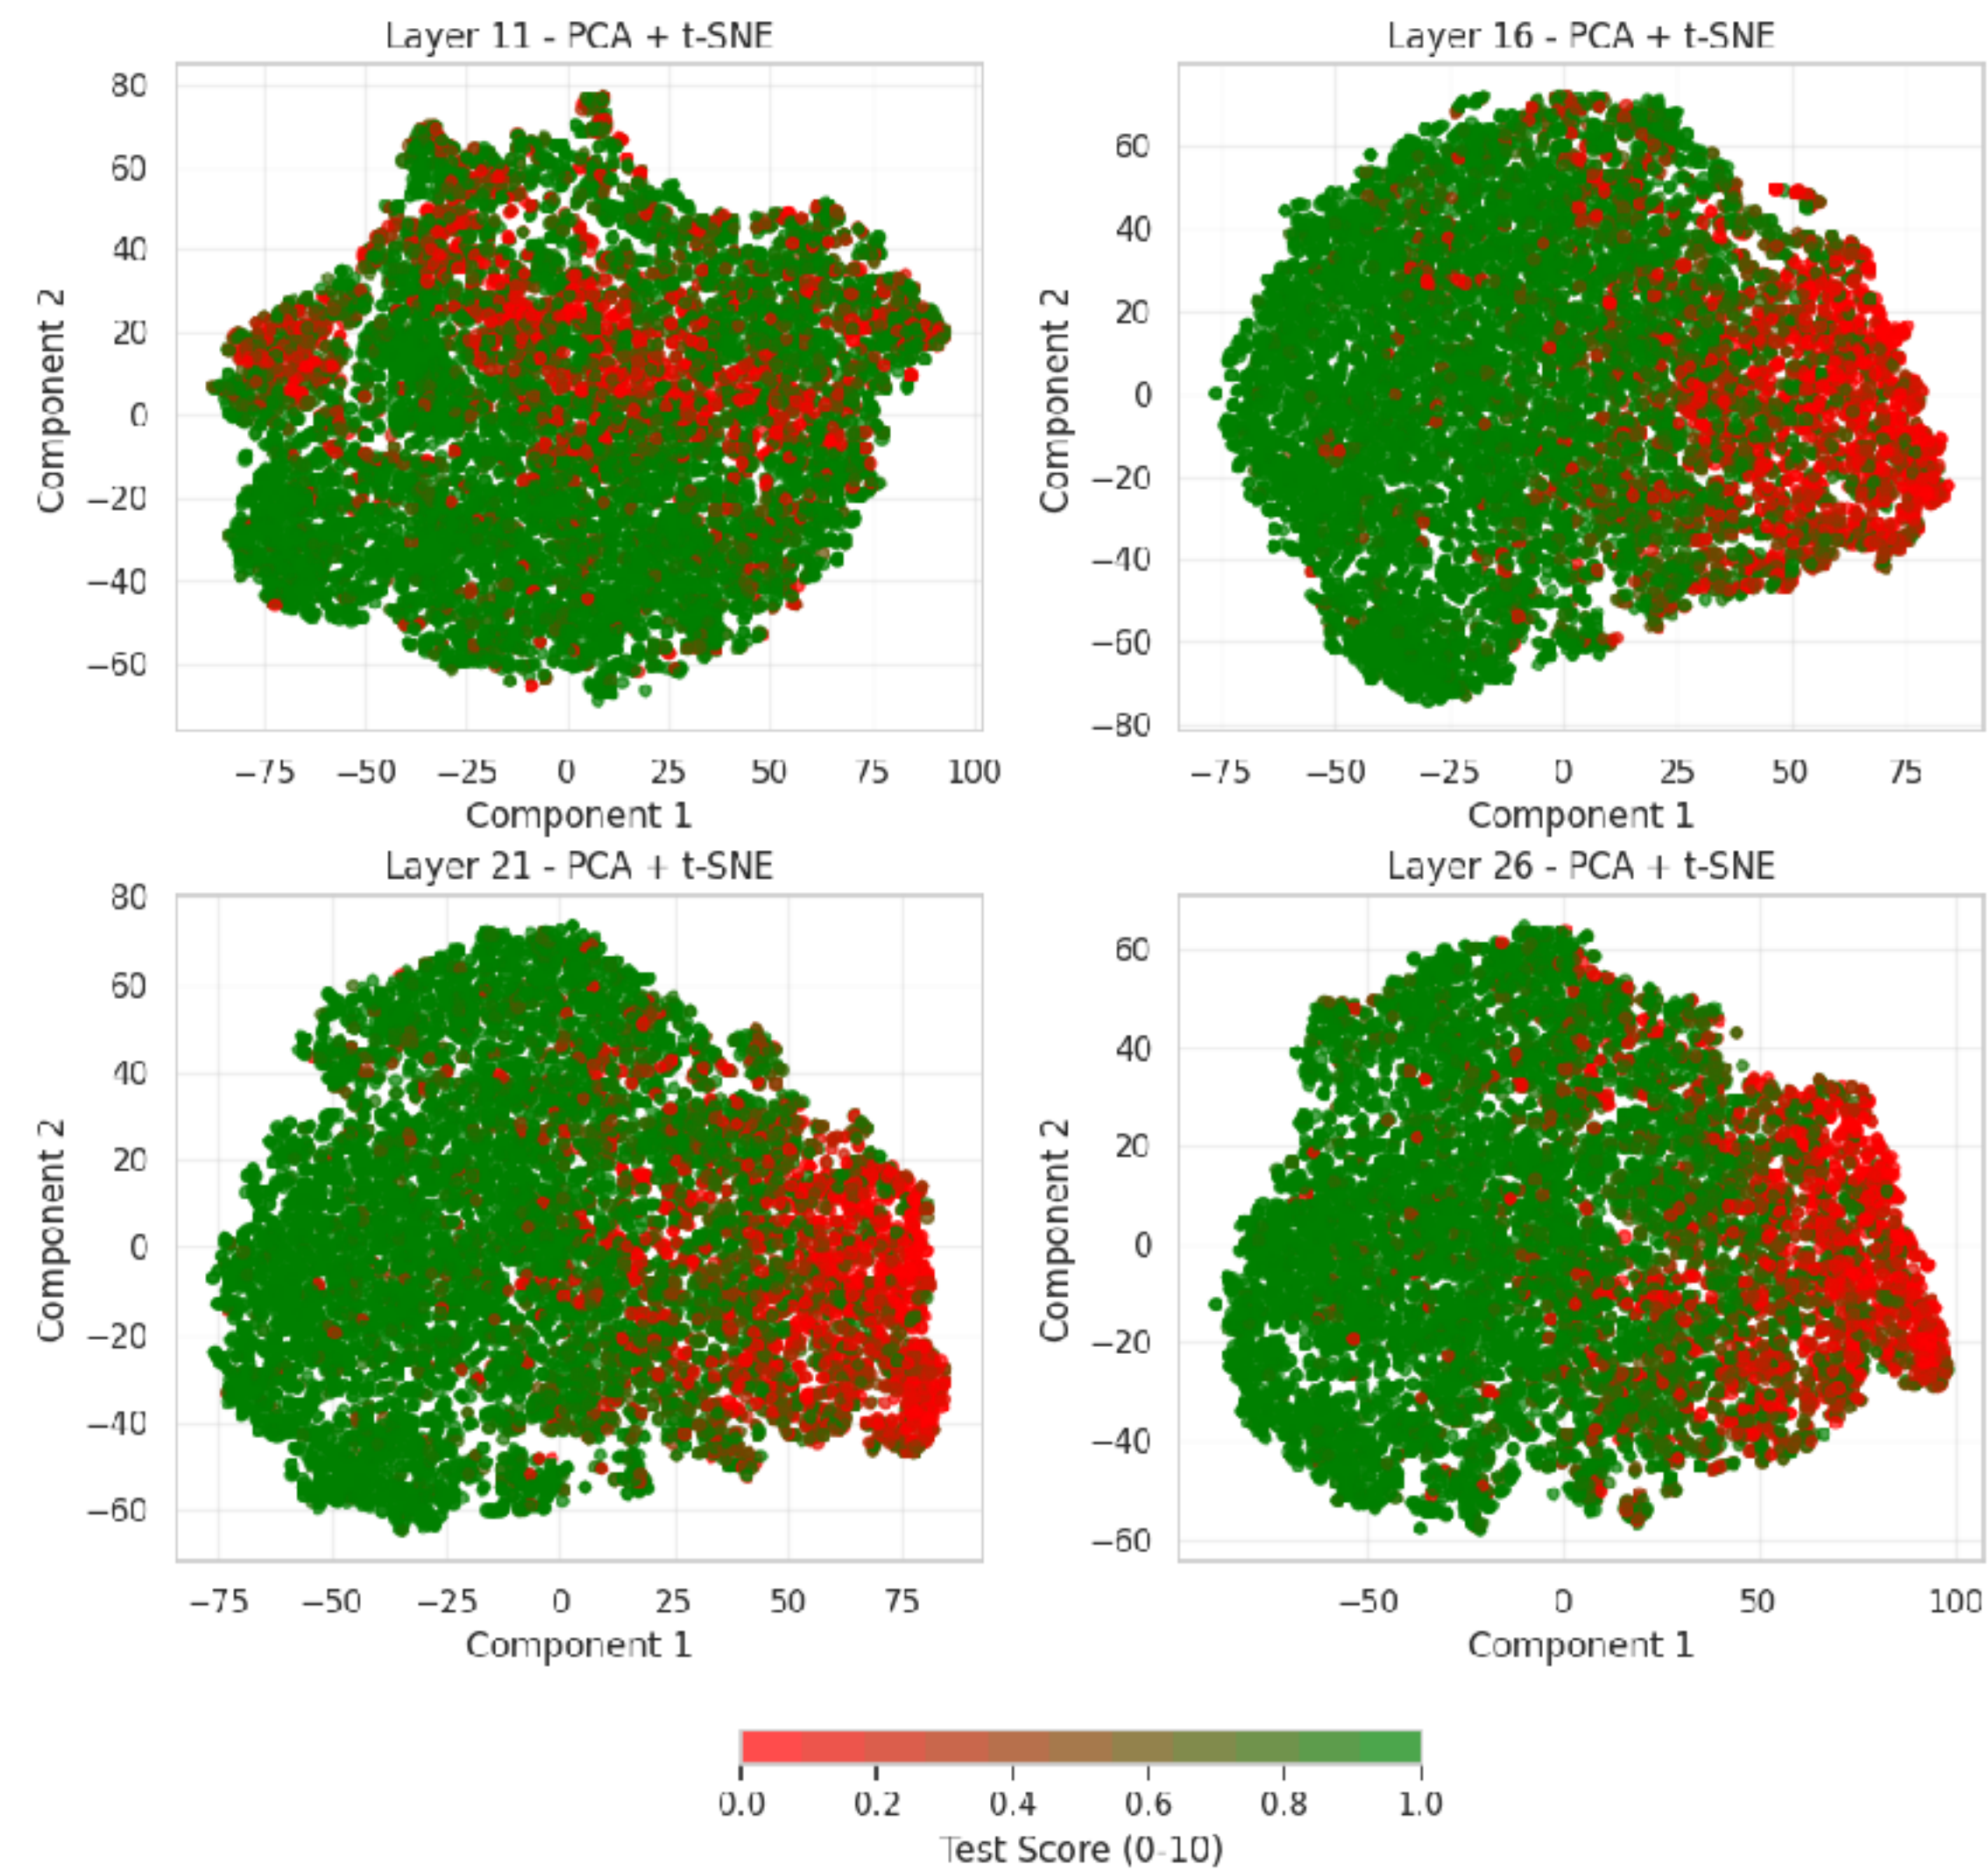 Layer 11 - PCA + t-SNE
80
60
40
20
0
−20
−40
−60
Component 2
−75 −50 −25 0 25 50 75 100
Component 1
Layer 16 - PCA + t-SNE
60
40
20
0
−20
−40
−60
−80
Component 2
−75 −50 −25 0 25 50 75
Component 1
Layer 21 - PCA + t-SNE
80
60
40
20
0
−20
−40
−60
Component 2
−75 −50 −25 0 25 50 75
Component 1
Layer 26 - PCA + t-SNE
60
40
20
0
−20
−40
−60
Component 2
−50 0 50 100
Component 1
0.0 0.2 0.4 0.6 0.8 1.0
Test Score (0-10)